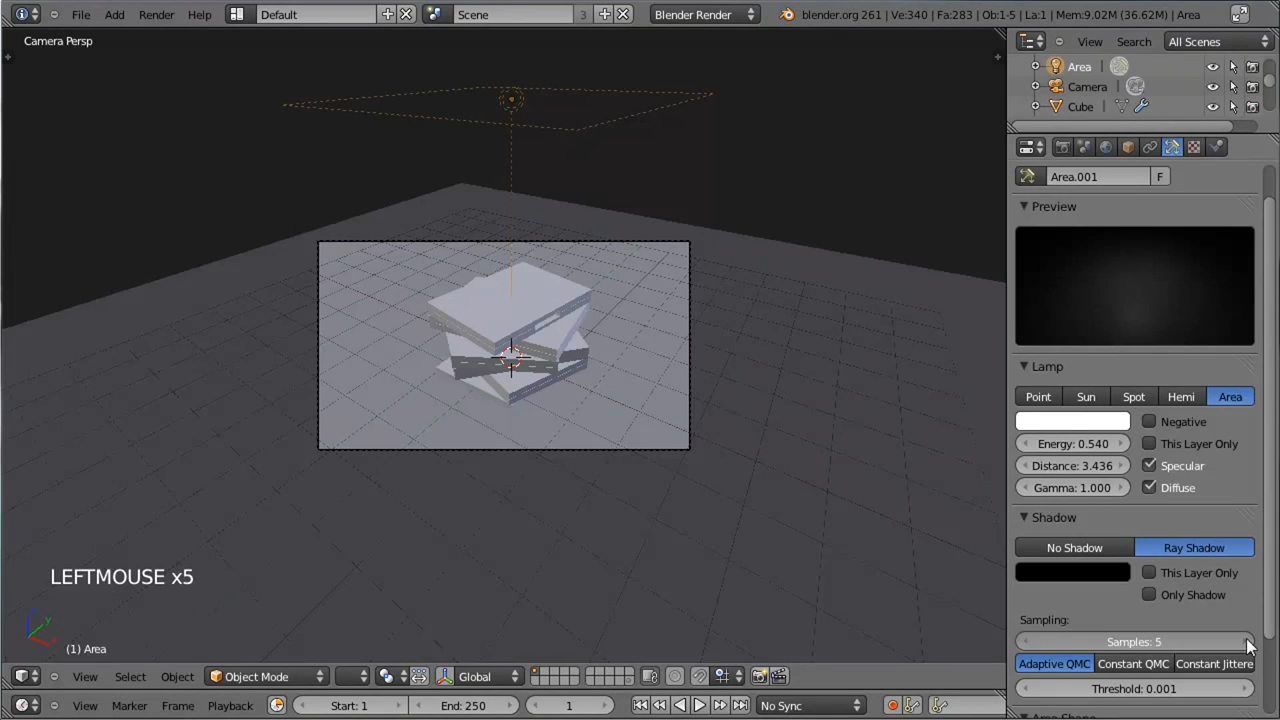 File Add Render Help Default Scene 3 Blender Render blender.org 261 | Ve:340 | Fa:283 | Ob:1-5 | La:1 | Mem:9.02M (36.62M) | Area
Camera Persp
View Search All Scenes
Area
Camera
Cube
Area.001 F
Preview
Lamp
Point Sun Spot Hemi Area
Negative
Energy: 0.540 This Layer Only
Distance: 3.436 Specular
Gamma: 1.000 Diffuse
Shadow
No Shadow Ray Shadow
This Layer Only
Only Shadow
Sampling:
Samples: 5
Adaptive QMC Constant QMC Constant Jittere
Threshold: 0.001
LEFTMOUSE x5
(1) Area
View Select Object Object Mode Global
View Marker Frame Playback Start: 1 End: 250 1 No Sync